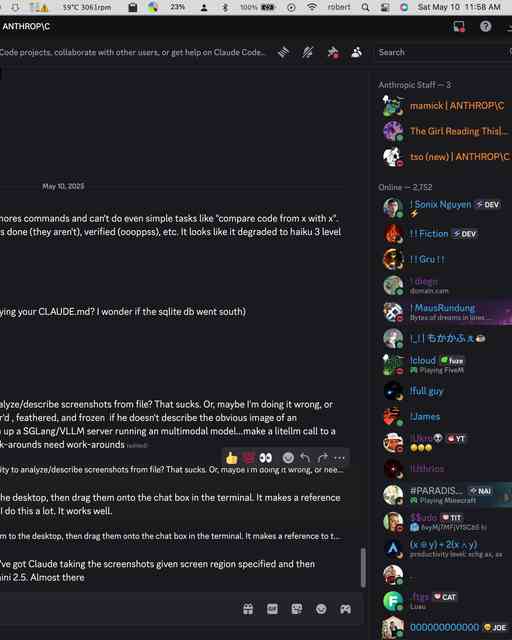 59°C 3061rpm 23% 100% robert Sat May 10 11:58 AM
ANTHROP\C
Code projects, collaborate with other users, or get help on Claude Code...
Search
May 10, 2025
nores commands and can't do even simple tasks like "compare code from x with x".
s done (they aren't), verified (oooppss), etc. It looks like it degraded to haiku 3 level
ying your CLAUDE.md? I wonder if the sqlite db went south)
alyze/describe screenshots from file? That sucks. Or, maybe I'm doing it wrong, or
r'd , feathered, and frozen if he doesn't describe the obvious image of an
up a SGLang/VLLM server running an multimodal model...make a litellm call to a
k-arounds need work-arounds (edited)
ity to analyze/describe screenshots from file? That sucks. Or, maybe I'm doing it wrong, or nee...
he desktop, then drag them onto the chat box in the terminal. It makes a reference
I do this a lot. It works well.
m to the desktop, then drag them onto the chat box in the terminal. It makes a reference to t...
've got Claude taking the screenshots given screen region specified and then
ini 2.5. Almost there
GIF
Anthropic Staff — 3
mamick | ANTHROP\C
The Girl Reading This|...
tso (new) | ANTHROP\C
Online — 2,752
! Sonix Nguyen DEV
! ! Fiction DEV
! ! Gru ! !
! diego
domain.cam
! MausRundung
Bytes of dreams in lines ...
!_! | もかかふぇ
!cloud fuze
Playing FiveM
!full guy
!James
!Ukro YT
!Uthrios
#PARADIS... NAI
Playing Minecraft
$$udo TIT
(x ⊕ y) + 2(x ∧ y)
productivity level: xchg ax, ax
.
.ftgs CAT
Luau
000000000000 JOE